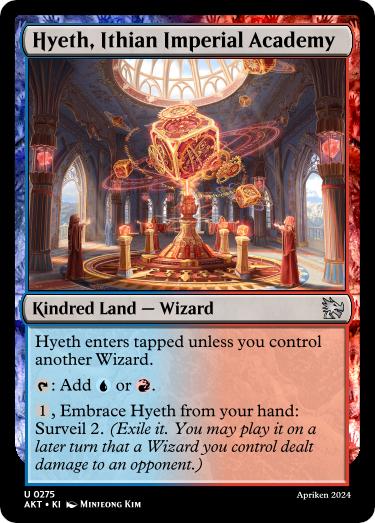 Hyeth, Ithian Imperial Academy
Kindred Land — Wizard
Hyeth enters tapped unless you control
another Wizard.
: Add or .
1, Embrace Hyeth from your hand:
Surveil 2. (Exile it. You may play it on a
later turn that a Wizard you control dealt
damage to an opponent.)
U 0275
AKT • KI Minjeong Kim
Apriken 2024